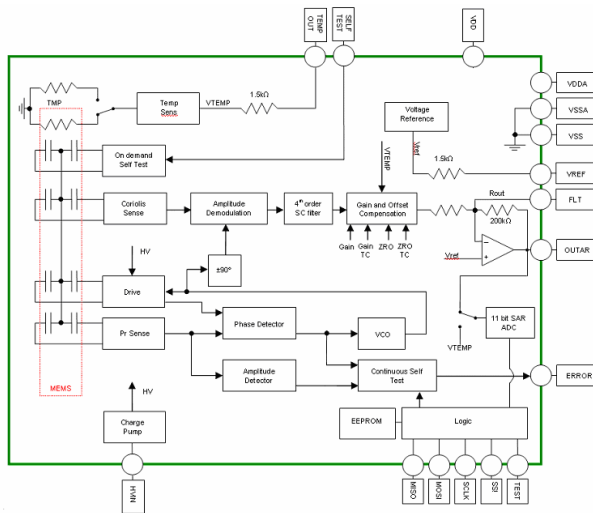 TEMP
OUT
SELF
TEST
VDD
VDDA
VSSA
VSS
TMP
Temp
Sens.
VTEMP
1.5kΩ
Voltage
Reference
On demand
Self Test
VTEMP
Vref
1.5kΩ
VREF
Coriolis
Sense
Amplitude
Demodulation
4th order
SC filter
Gain and Offset
Compensation
Rout
200kΩ
FLT
Gain
Gain
TC
ZRO
ZRO
TC
Vref
OUTAR
HV
±90°
Drive
Phase Detector
VCO
11 bit SAR
ADC
VTEMP
Pr Sense
Amplitude
Detector
Continuous Self
Test
ERROR
MEMS
HV
Charge
Pump
EEPROM
Logic
HVIN
MISO
MOSI
SCLK
SSI
TEST